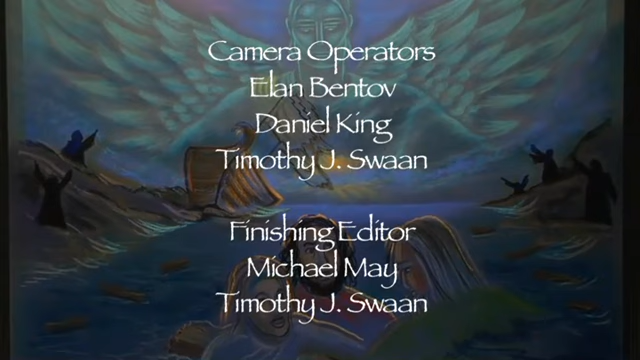 Camera Operators
Elan Bentov
Daniel King
Timothy J. Swaan
Finishing Editor
Michael May
Timothy J. Swaan